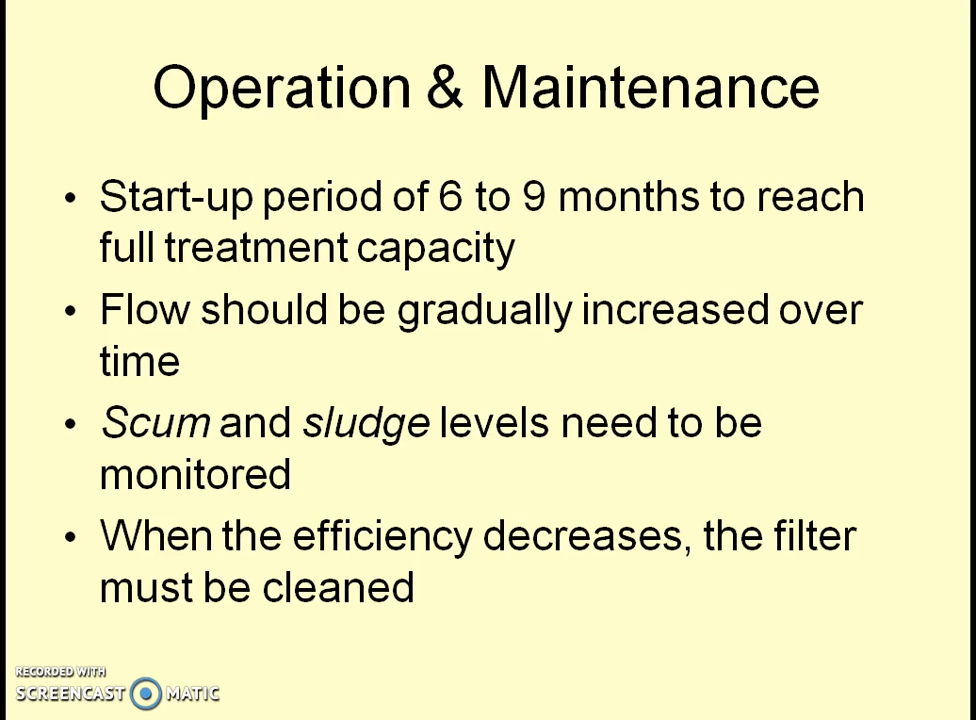 Operation & Maintenance
• Start-up period of 6 to 9 months to reach
full treatment capacity
• Flow should be gradually increased over
time
• Scum and sludge levels need to be
monitored
• When the efficiency decreases, the filter
must be cleaned
RECORDED WITH
SCREENCAST MATIC